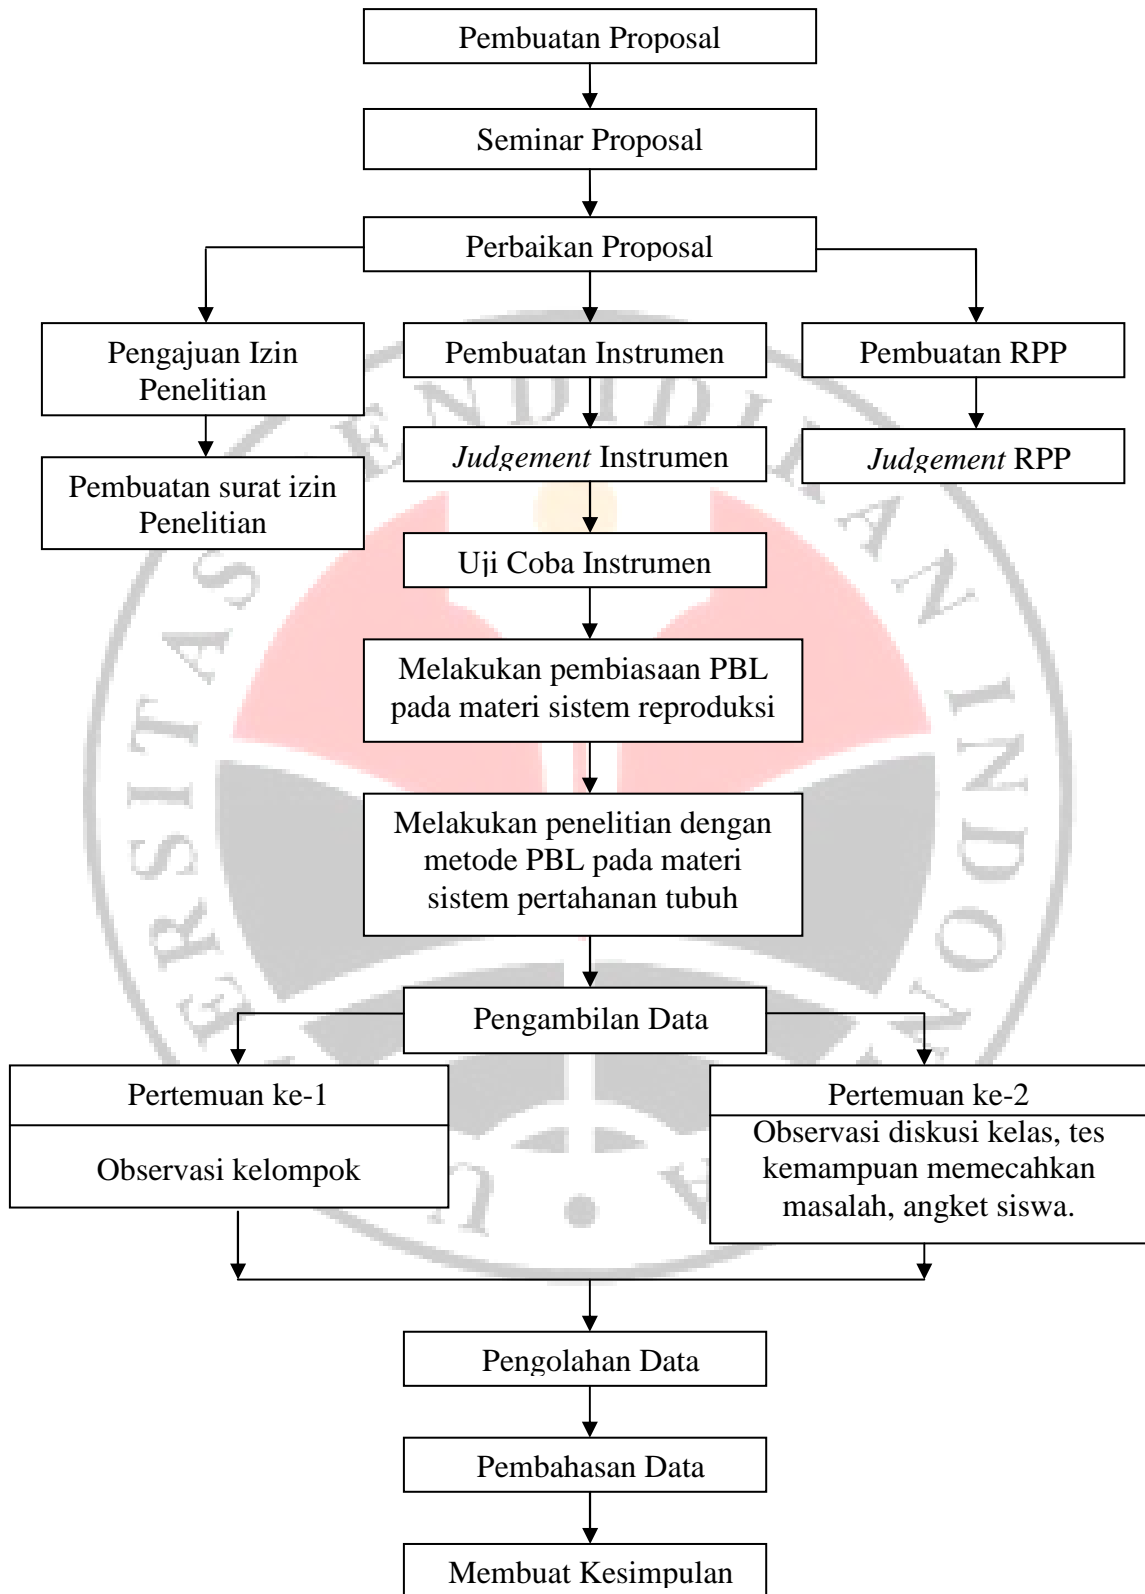 Pembuatan Proposal
Seminar Proposal
Perbaikan Proposal
Pengajuan Izin
Penelitian
Pembuatan Instrumen
Pembuatan RPP
Judgement Instrumen
Judgement RPP
Pembuatan surat izin
Penelitian
Uji Coba Instrumen
Melakukan pembiasaan PBL
pada materi sistem reproduksi
Melakukan penelitian dengan
metode PBL pada materi
sistem pertahanan tubuh
Pengambilan Data
Pertemuan ke-1
Observasi kelompok
Pertemuan ke-2
Observasi diskusi kelas, tes
kemampuan memecahkan
masalah, angket siswa.
Pengolahan Data
Pembahasan Data
Membuat Kesimpulan